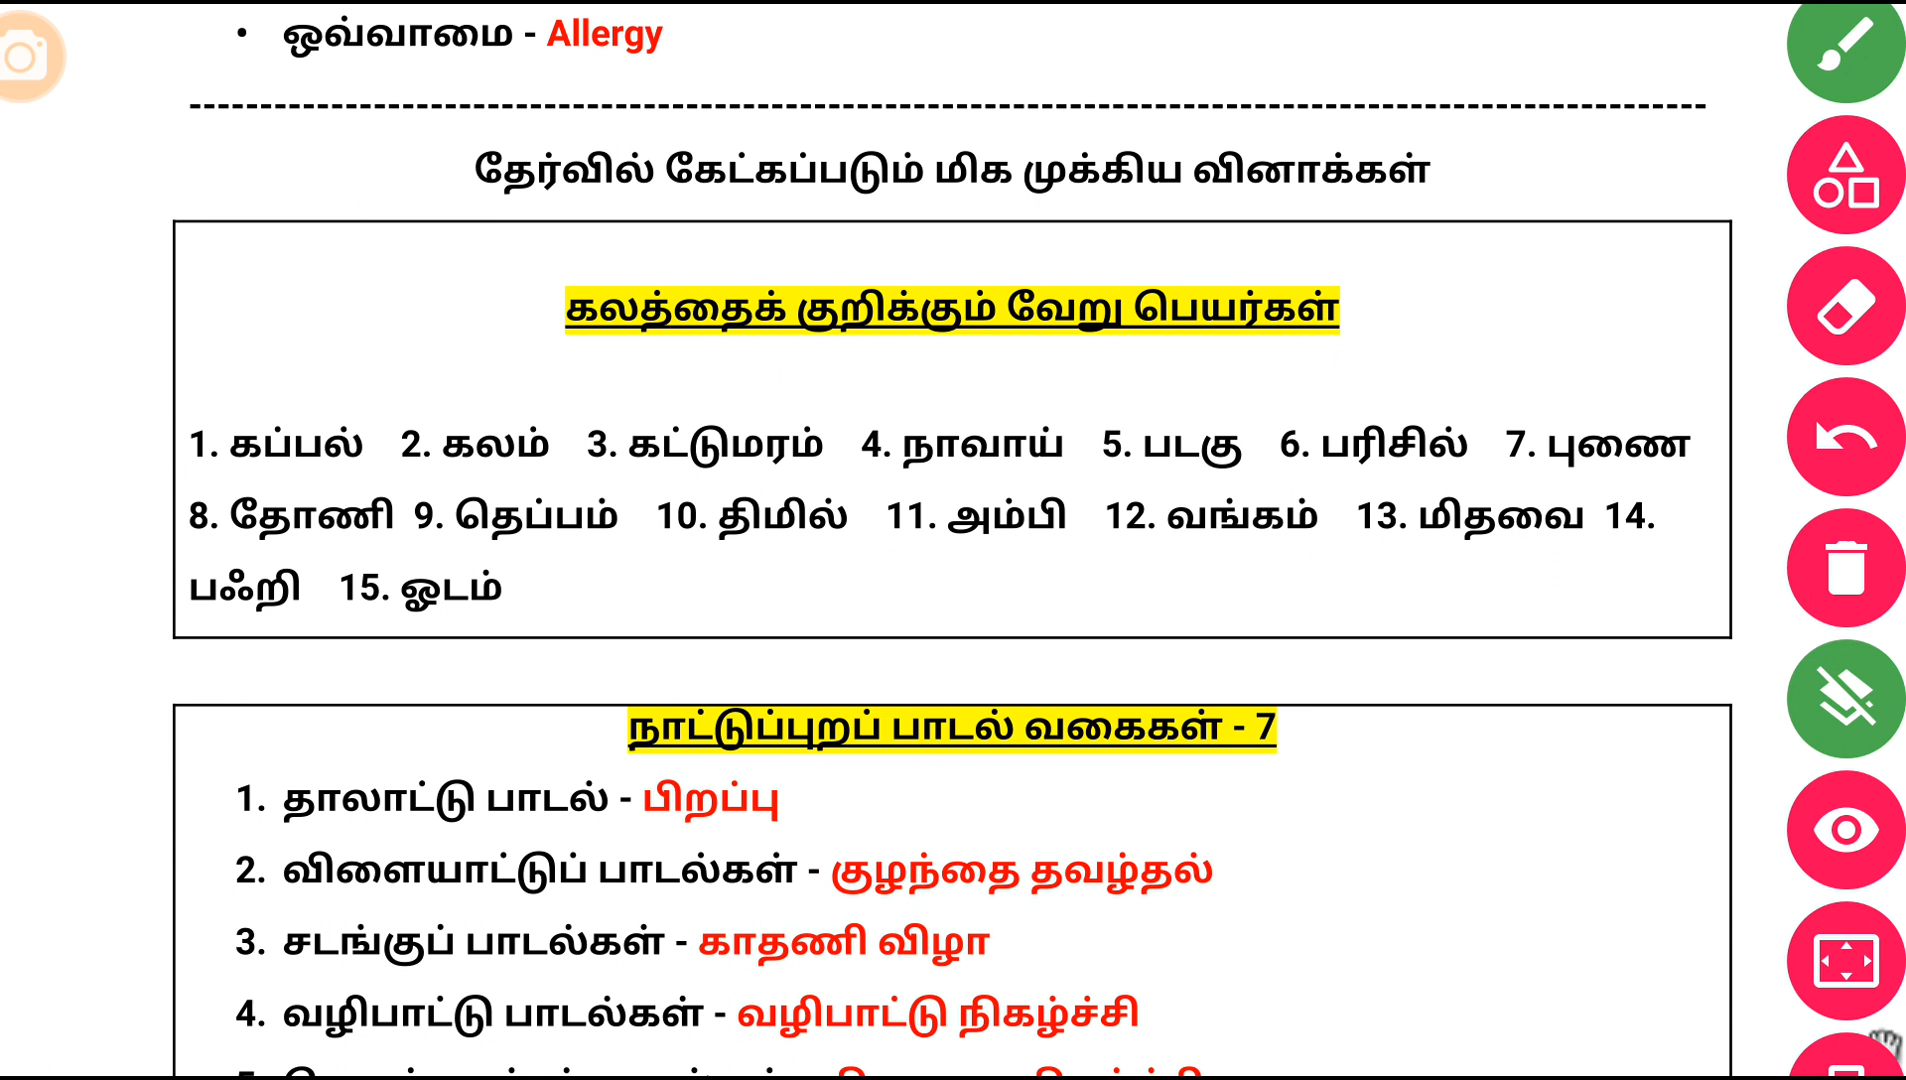 • ஒவ்வாமை - Allergy
--------------------------------------------------------------------------------------------------------------
தேர்வில் கேட்கப்படும் மிக முக்கிய வினாக்கள்
கலத்தைக் குறிக்கும் வேறு பெயர்கள்
1. கப்பல் 2. கலம் 3. கட்டுமரம் 4. நாவாய் 5. படகு 6. பரிசில் 7. புணை
8. தோணி 9. தெப்பம் 10. திமில் 11. அம்பி 12. வங்கம் 13. மிதவை 14.
பஃறி 15. ஓடம்
நாட்டுப்புறப் பாடல் வகைகள் - 7
1. தாலாட்டு பாடல் - பிறப்பு
2. விளையாட்டுப் பாடல்கள் - குழந்தை தவழ்தல்
3. சடங்குப் பாடல்கள் - காதணி விழா
4. வழிபாட்டு பாடல்கள் - வழிபாட்டு நிகழ்ச்சி